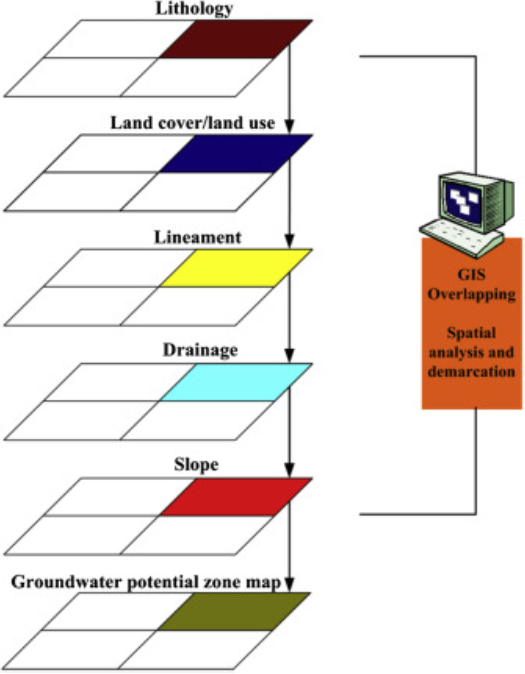 Lithology
Land cover/land use
Lineament
Drainage
Slope
Groundwater potential zone map
GIS
Overlapping
Spatial
analysis and
demarcation